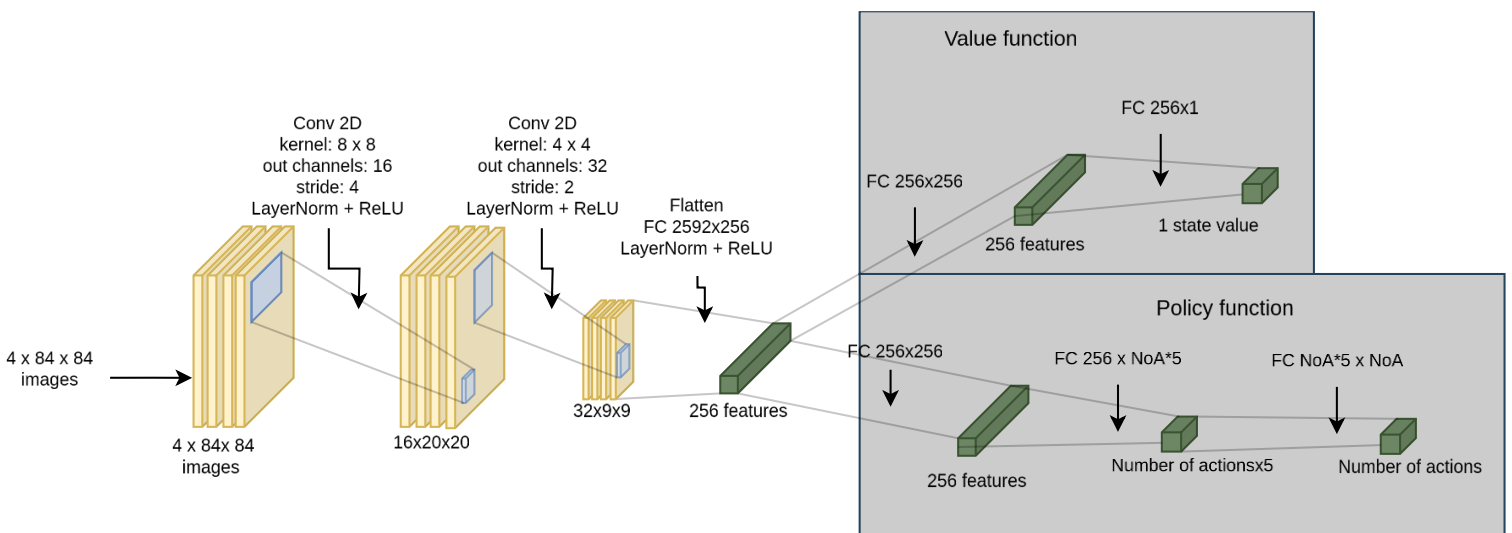 4 x 84 x 84
images
4 x 84x 84
images
Conv 2D
kernel: 8 x 8
out channels: 16
stride: 4
LayerNorm + ReLU
16x20x20
Conv 2D
kernel: 4 x 4
out channels: 32
stride: 2
LayerNorm + ReLU
32x9x9
Flatten
FC 2592x256
LayerNorm + ReLU
256 features
Value function
FC 256x256
256 features
FC 256x1
1 state value
Policy function
FC 256x256
256 features
FC 256 x NoA*5
Number of actionsx5
FC NoA*5 x NoA
Number of actions